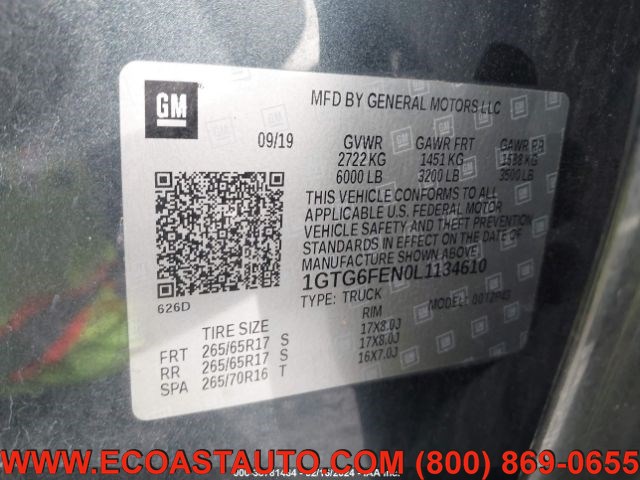 GM
MFD BY GENERAL MOTORS LLC
09/19 GVWR GAWR FRT GAWR RR
2722 KG 1451 KG 1588 KG
6000 LB 3200 LB 3500 LB
THIS VEHICLE CONFORMS TO ALL
APPLICABLE U.S. FEDERAL MOTOR
VEHICLE SAFETY AND THEFT PREVENTION
STANDARDS IN EFFECT ON THE DATE OF
MANUFACTURE SHOWN ABOVE.
1GTG6FEN0L1134610
626D TYPE: TRUCK MODEL:
TIRE SIZE RIM
FRT 265/65R17 S 17X8.0J
RR 265/65R17 S 17X8.0J
SPA 265/70R16 T 16X7.0J
WWW.ECOASTAUTO.COM (800) 869-0655